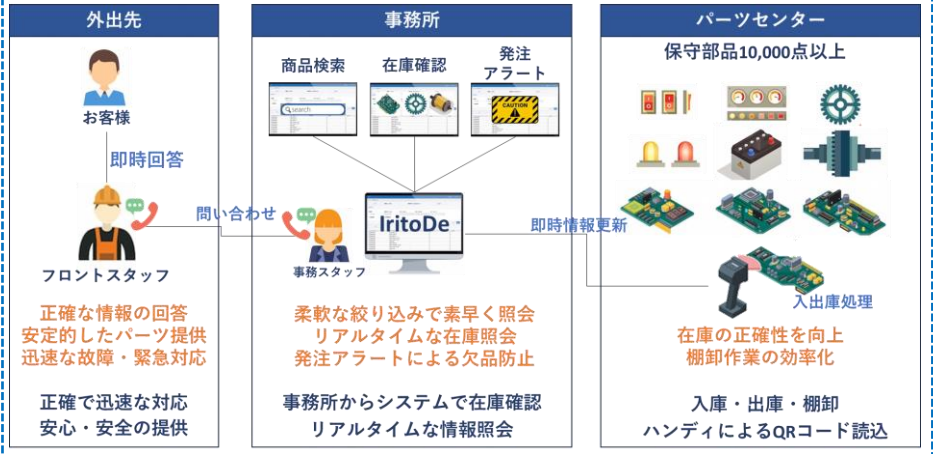 外出先
お客様
即時回答
フロントスタッフ
正確な情報の回答
安定的したパーツ提供
迅速な故障・緊急対応
正確で迅速な対応
安心・安全の提供
問い合わせ
事務所
商品検索
在庫確認
発注
アラート
search
CAUTION
IritoDe
事務スタッフ
柔軟な絞り込みで素早く照会
リアルタイムな在庫照会
発注アラートによる欠品防止
事務所からシステムで在庫確認
リアルタイムな情報照会
即時情報更新
パーツセンター
保守部品10,000点以上
入出庫処理
在庫の正確性を向上
棚卸作業の効率化
入庫・出庫・棚卸
ハンディによるQRコード読込